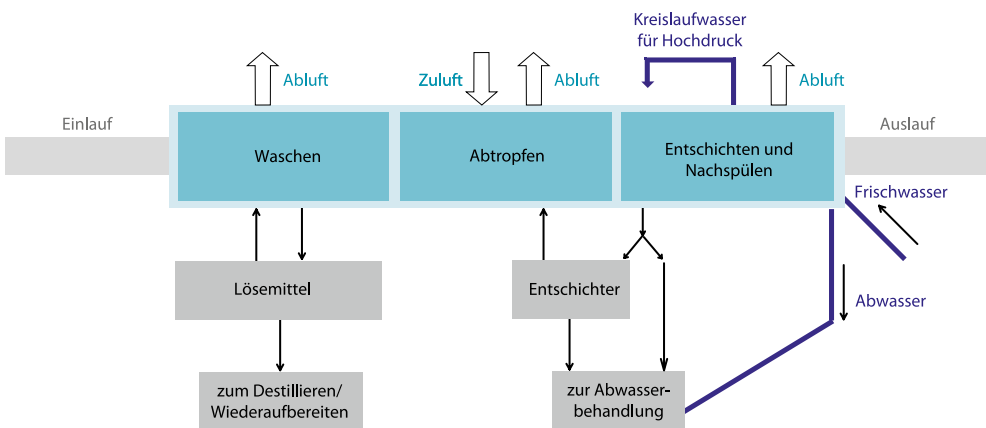 Kreislaufwasser
für Hochdruck
Abluft
Zuluft
Abluft
Abluft
Einlauf
Auslauf
Waschen
Abtropfen
Entschichten und
Nachspülen
Frischwasser
Lösemittel
Entschichter
Abwasser
zum Destillieren/
Wiederaufbereiten
zur Abwasser-
behandlung